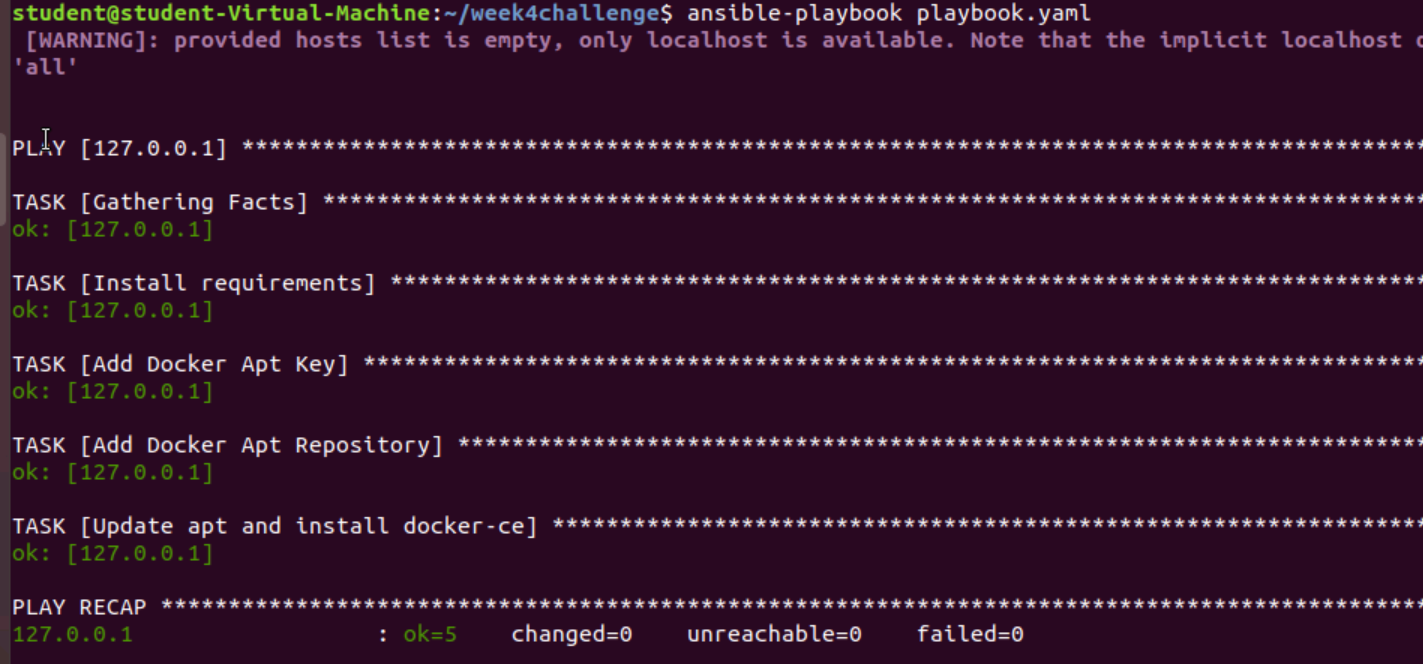 student@student-Virtual-Machine:~/week4challenge$ ansible-playbook playbook.yaml
[WARNING]: provided hosts list is empty, only localhost is available. Note that the implicit localhost
'all'
PLAY [127.0.0.1] ****************************************************************************************
TASK [Gathering Facts] **********************************************************************************
ok: [127.0.0.1]
TASK [Install requirements] *****************************************************************************
ok: [127.0.0.1]
TASK [Add Docker Apt Key] *******************************************************************************
ok: [127.0.0.1]
TASK [Add Docker Apt Repository] ************************************************************************
ok: [127.0.0.1]
TASK [Update apt and install docker-ce] *****************************************************************
ok: [127.0.0.1]
PLAY RECAP **********************************************************************************************
127.0.0.1                  : ok=5    changed=0    unreachable=0    failed=0